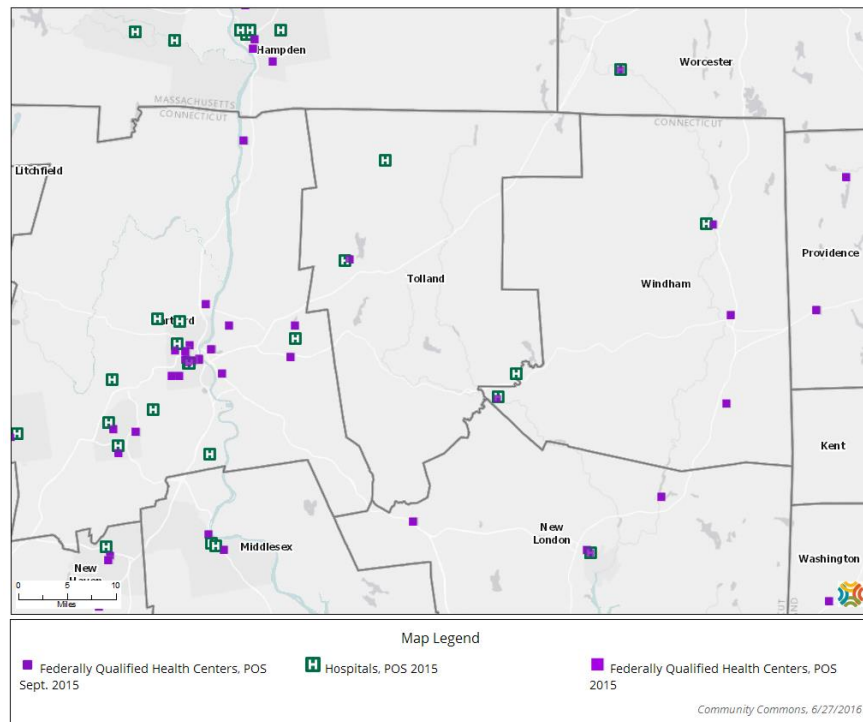 Hampden
Worcester
MASSACHUSETTS
CONNECTICUT
CONNECTICUT
Litchfield
Providence
Tolland
Windham
H
Kent
New
London
Middlesex
Washington
New
0 5 10
Miles
Map Legend
Federally Qualified Health Centers, POS
Sept. 2015
H Hospitals, POS 2015
Federally Qualified Health Centers, POS
2015
Community Commons, 6/27/2016